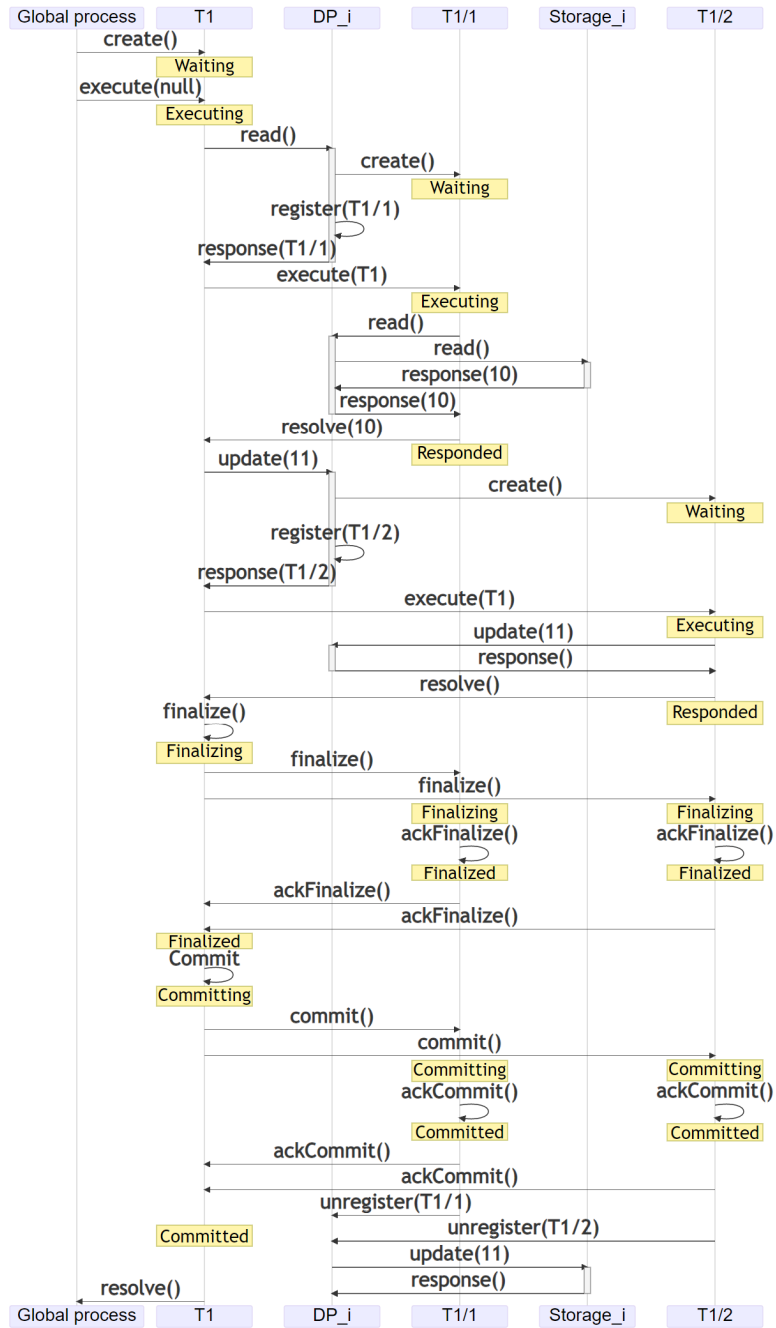 Global process T1 DP_i T1/1 Storage_i T1/2
create()
Waiting
execute(null)
Executing
read()
create()
Waiting
register(T1/1)
response(T1/1)
execute(T1)
Executing
read()
read()
response(10)
response(10)
resolve(10)
Responded
update(11)
create()
Waiting
register(T1/2)
response(T1/2)
execute(T1)
Executing
update(11)
response()
resolve()
finalize() Responded
Finalizing
finalize()
finalize()
Finalizing Finalizing
ackFinalize() ackFinalize()
Finalized Finalized
ackFinalize()
ackFinalize()
Finalized
Commit
Committing
commit()
commit()
Committing Committing
ackCommit() ackCommit()
Committed Committed
ackCommit()
ackCommit()
unregister(T1/1)
Committed unregister(T1/2)
update(11)
response()
resolve()
Global process T1 DP_i T1/1 Storage_i T1/2